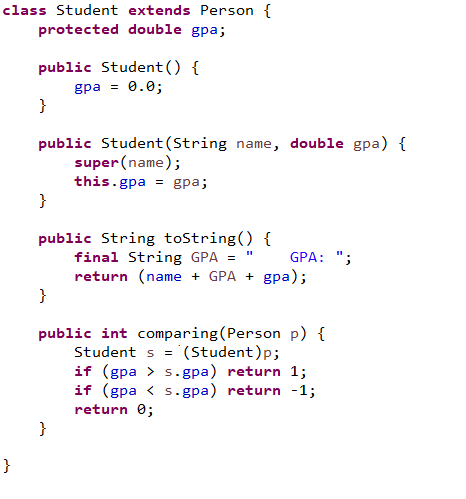 class Student extends Person {
    protected double gpa;

    public Student() {
        gpa = 0.0;
    }

    public Student(String name, double gpa) {
        super(name);
        this.gpa = gpa;
    }

    public String toString() {
        final String GPA = "    GPA: ";
        return (name + GPA + gpa);
    }

    public int comparing(Person p) {
        Student s = (Student)p;
        if (gpa > s.gpa) return 1;
        if (gpa < s.gpa) return -1;
        return 0;
    }

}